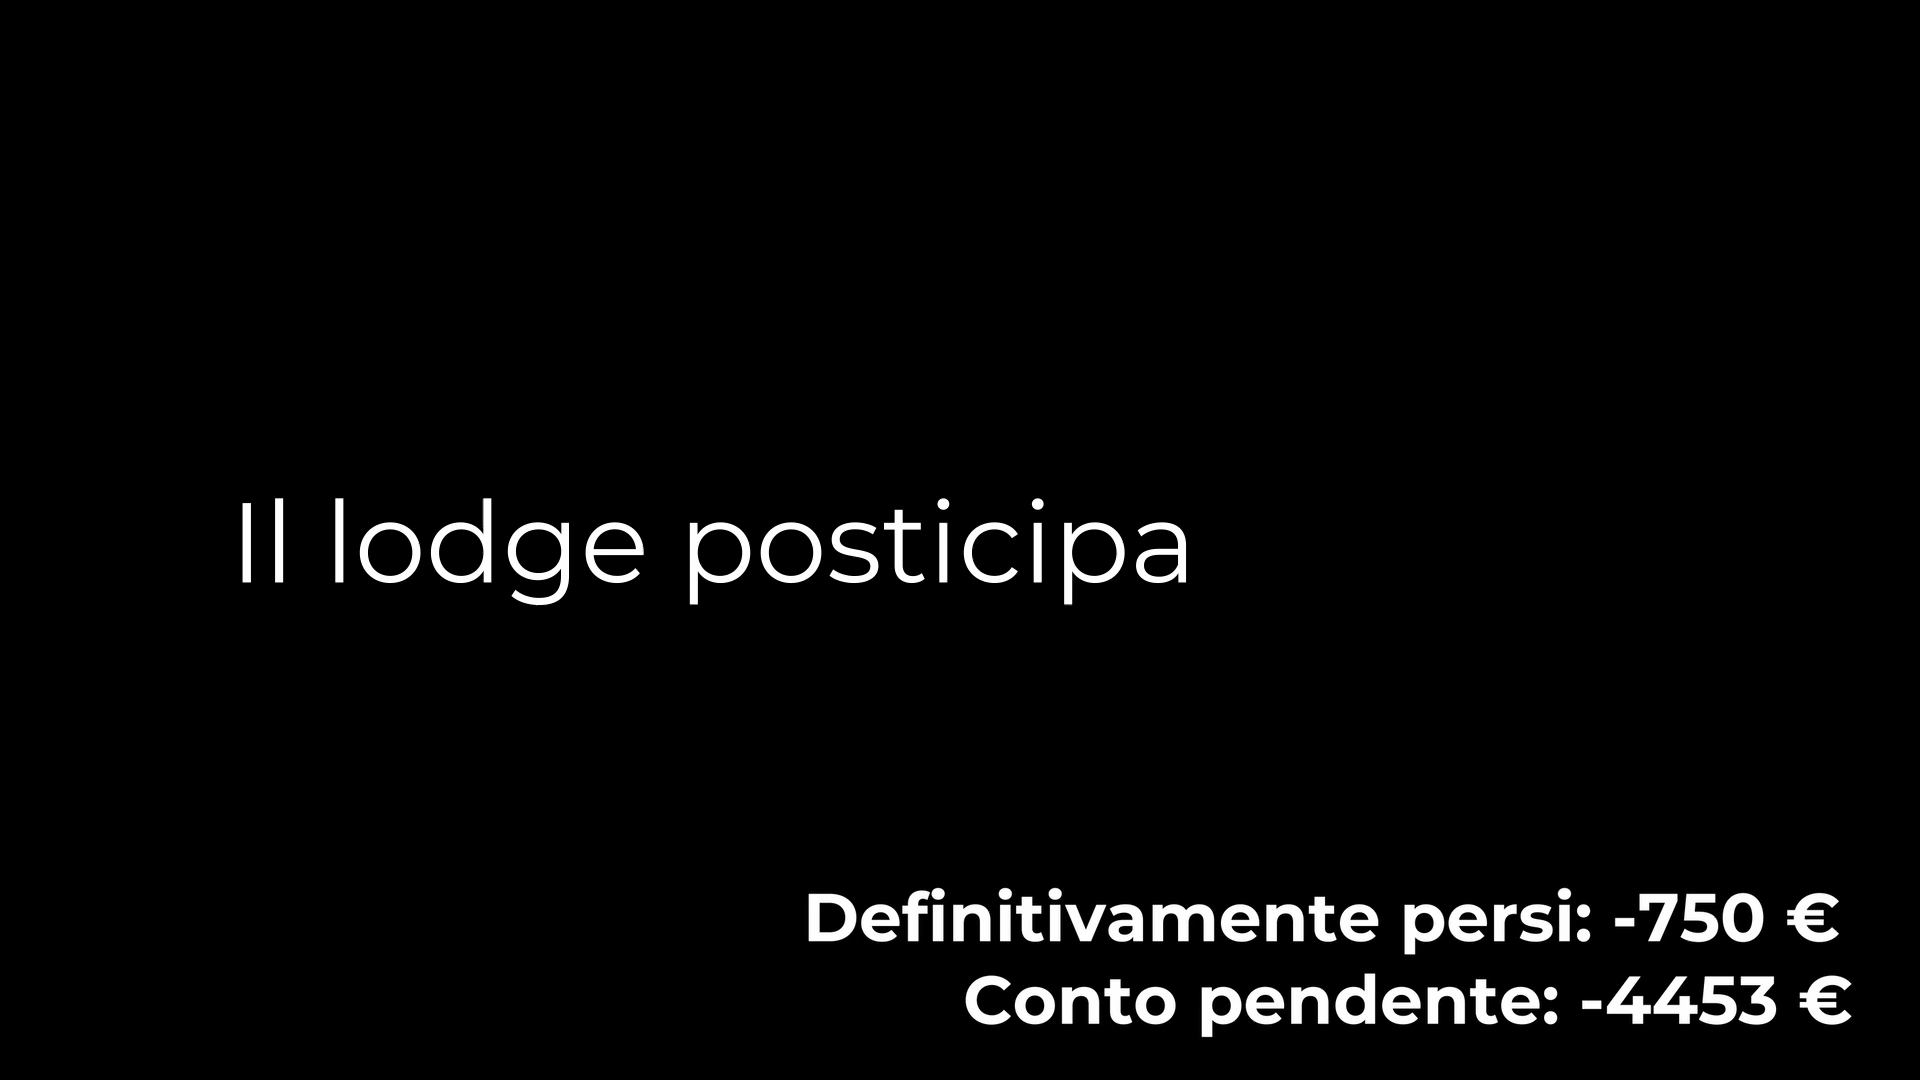 Il lodge posticipa
Definitivamente persi: -750 €
Conto pendente: -4453 €